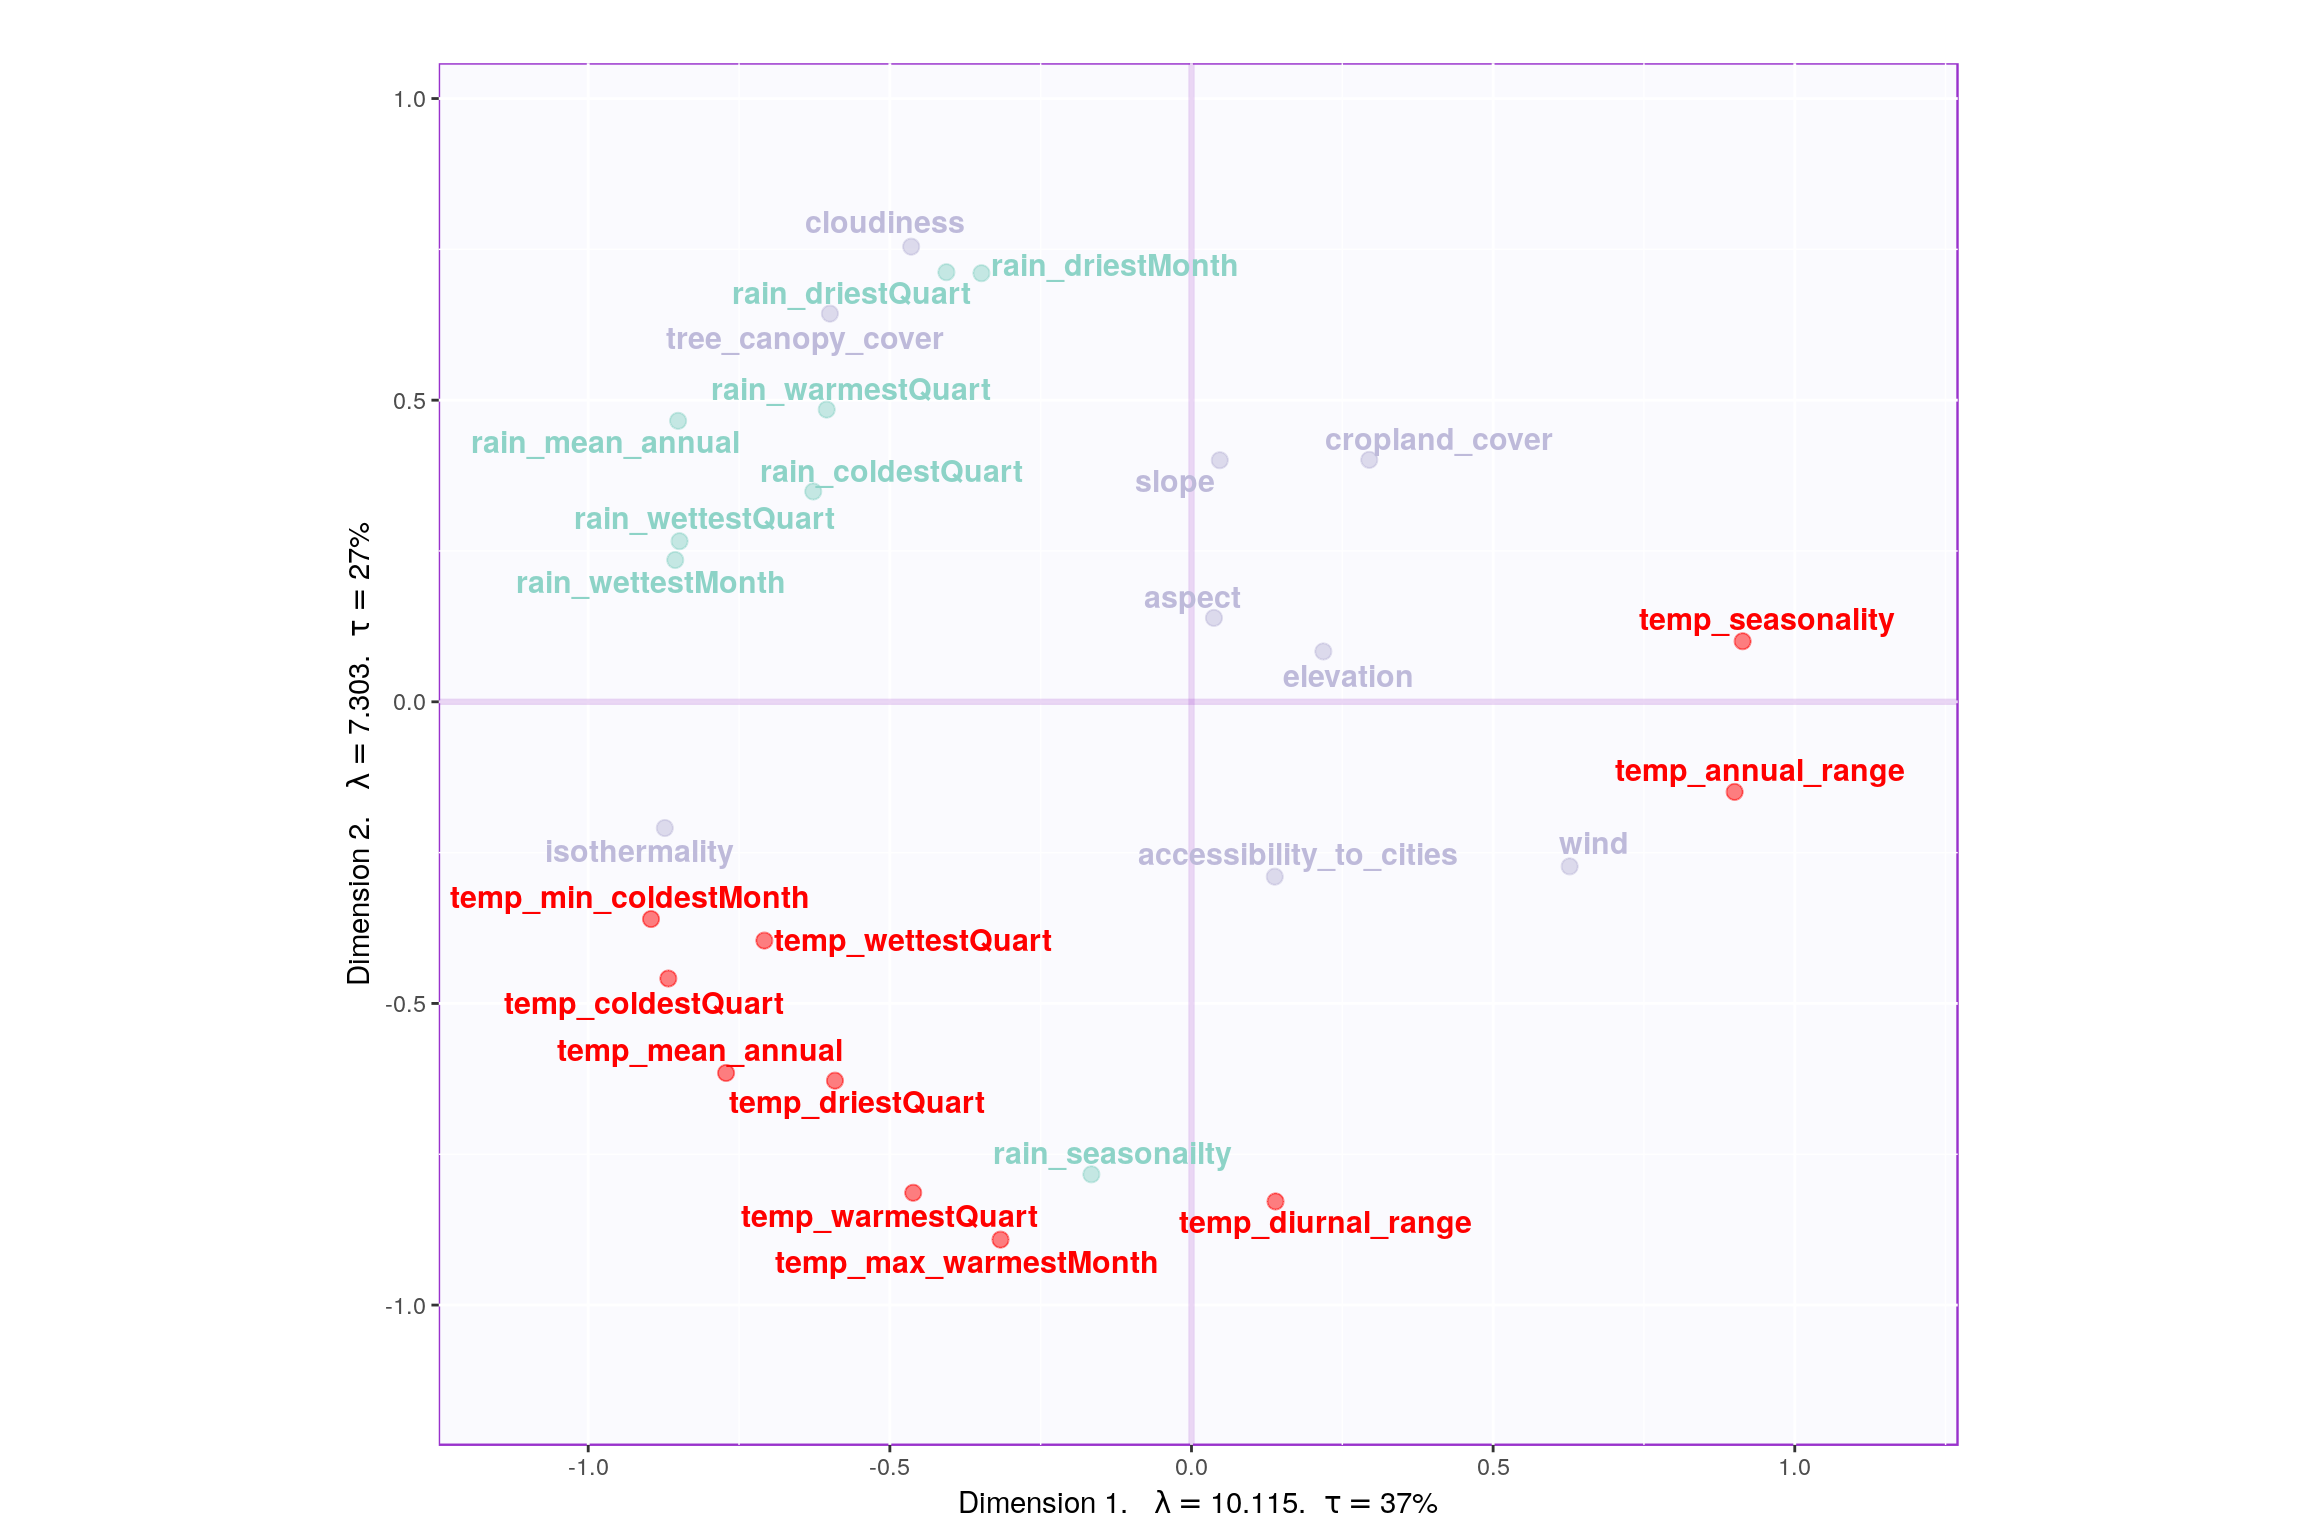 1.0
cloudiness
rain_driestMonth
rain_driestQuart
tree_canopy_cover
rain_warmestQuart
0.5
rain_mean_annual
cropland_cover
rain_coldestQuart
slope
rain_wettestQuart
rain_wettestMonth
aspect
temp_seasonality
elevation
0.0
temp_annual_range
wind
isothermality
accessibility_to_cities
temp_min_coldestMonth
temp_wettestQuart
-0.5
temp_coldestQuart
temp_mean_annual
temp_driestQuart
rain_seasonailty
temp_warmestQuart
temp_diurnal_range
temp_max_warmestMonth
-1.0
Dimension 2. λ = 7.303. τ = 27%
-1.0 -0.5 0.0 0.5 1.0
Dimension 1. λ = 10.115. τ = 37%